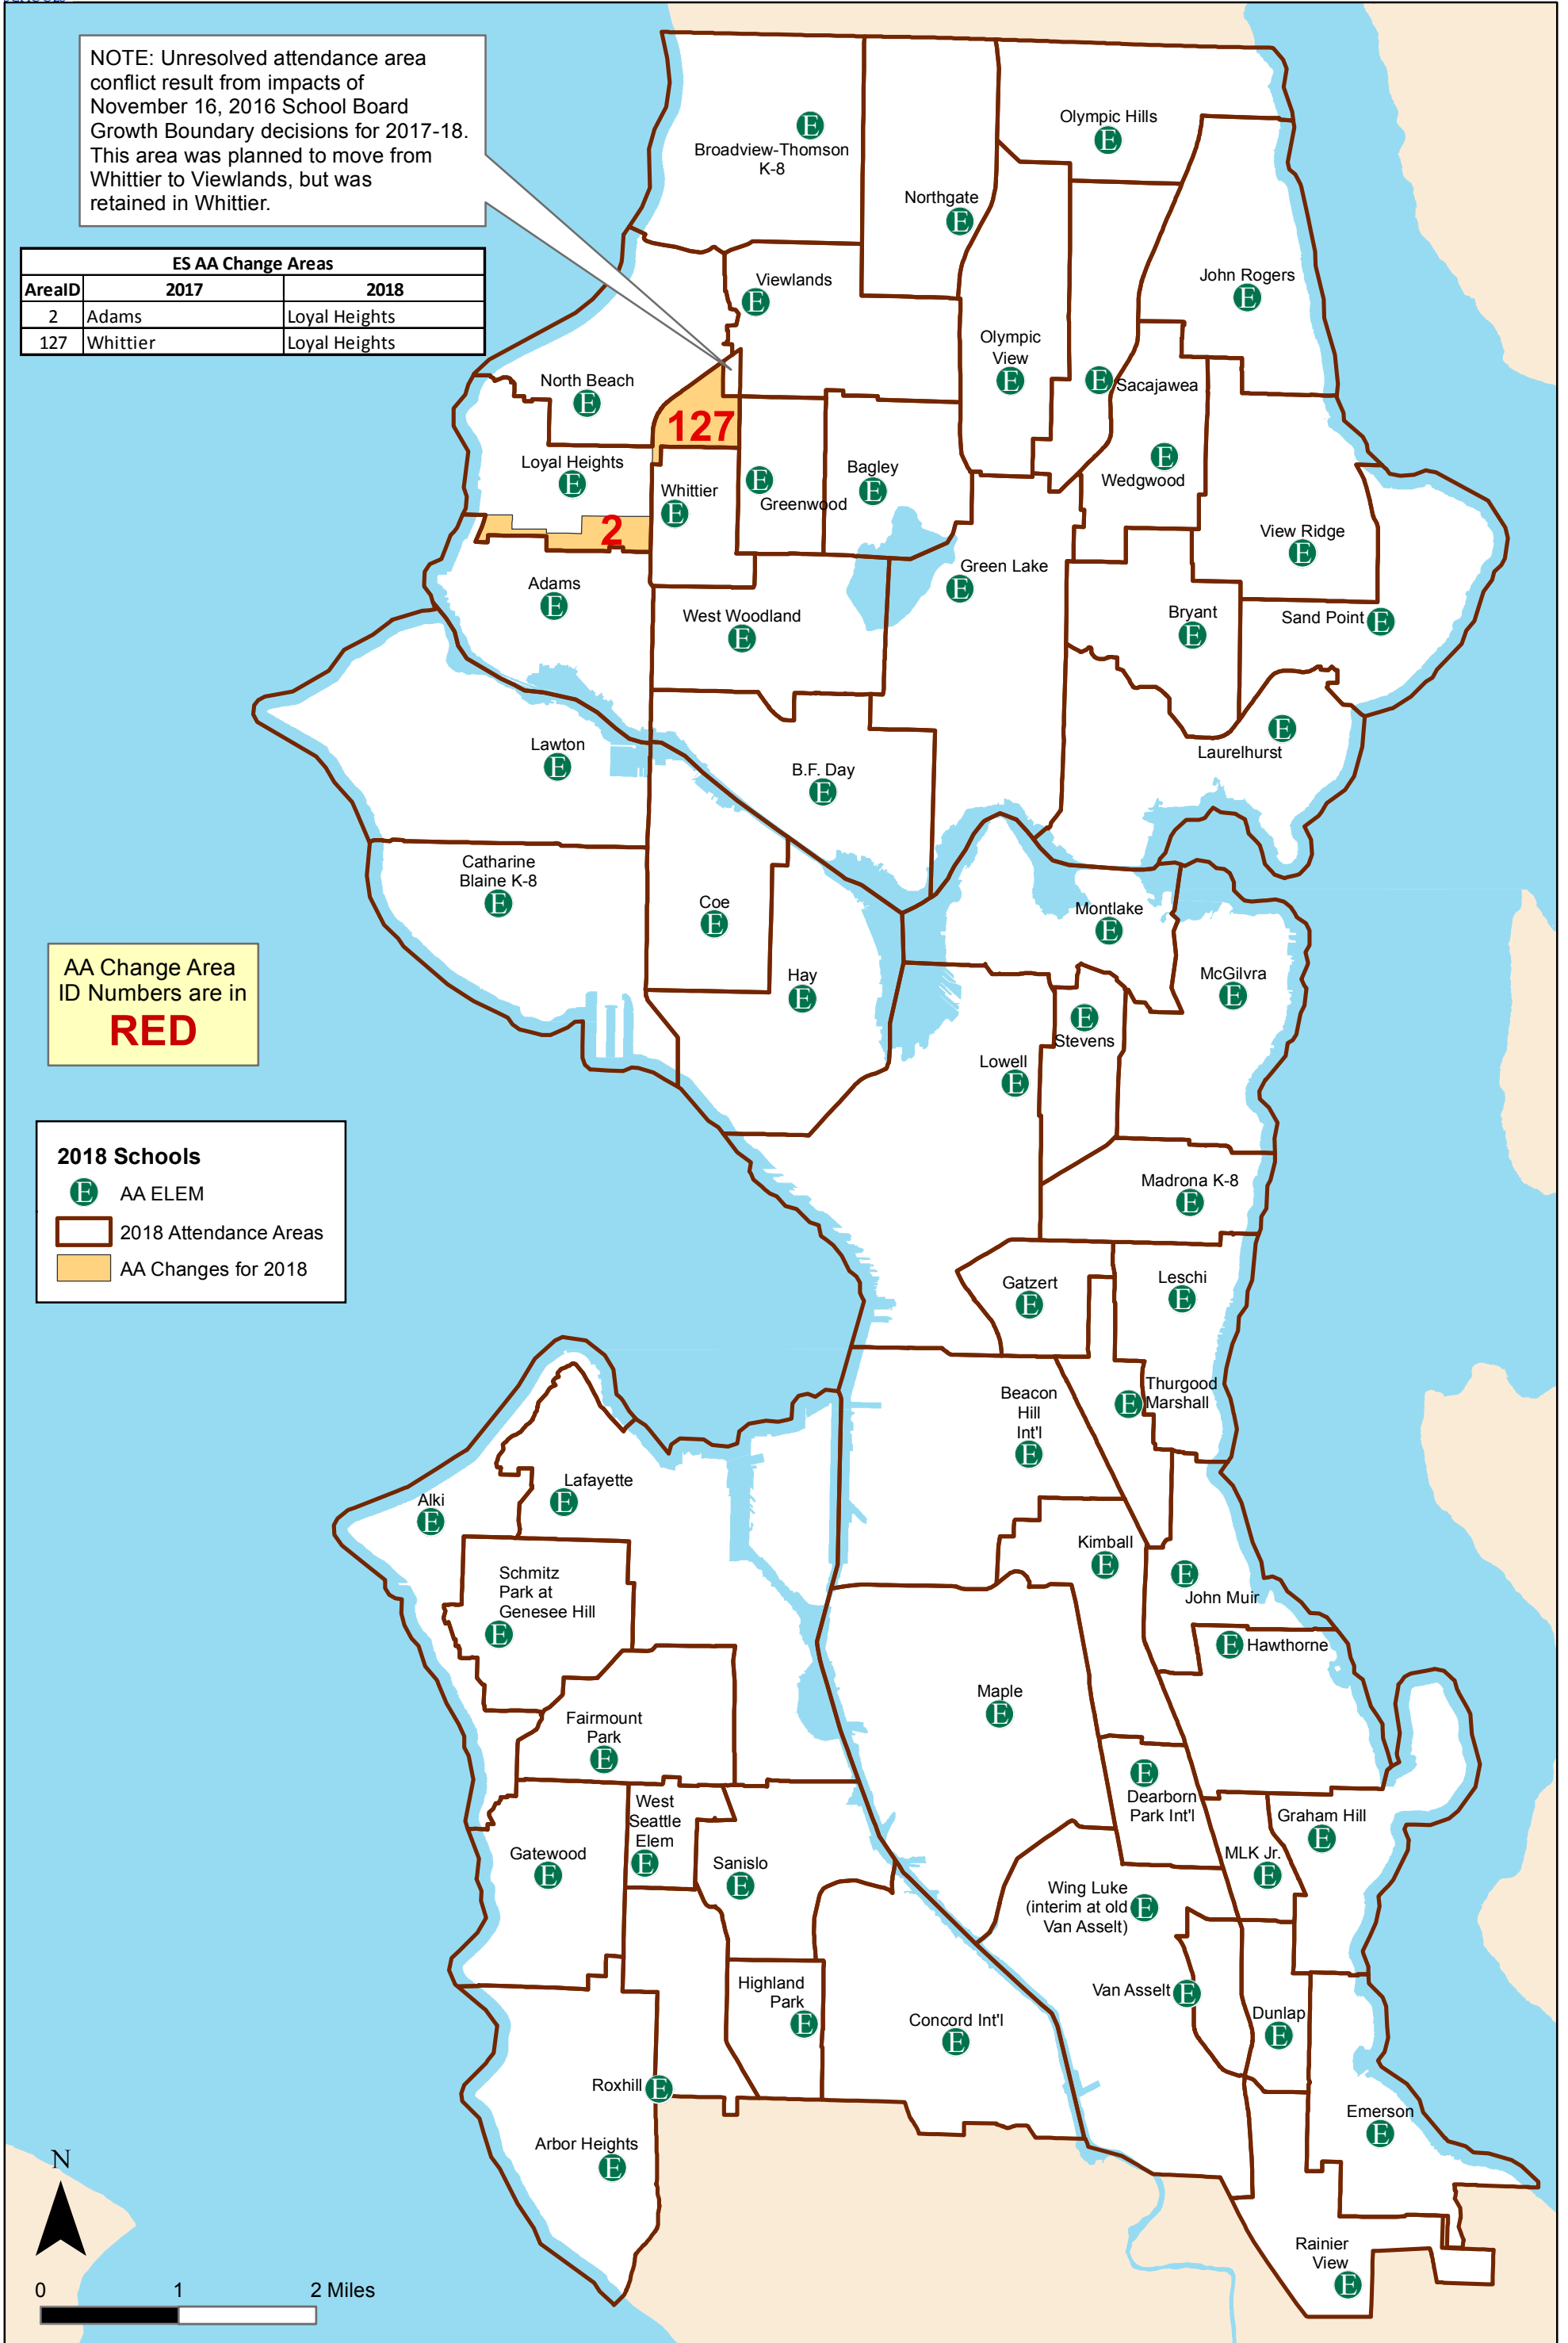 NOTE: Unresolved attendance area
conflict result from impacts of
November 16, 2016 School Board
Growth Boundary decisions for 2017-18.
This area was planned to move from
Whittier to Viewlands, but was
retained in Whittier.
ES AA Change Areas
AreaID 2017 2018
2 Adams Loyal Heights
127 Whittier Loyal Heights
Broadview-Thomson
K-8
E
Olympic Hills
E
Northgate
E
John Rogers
E
Viewlands
E
Olympic
View
E
Sacajawea
E
North Beach
E
127
Loyal Heights
E
Whittier
E
Greenwood
E
Bagley
E
Wedgwood
E
2
View Ridge
E
Adams
E
Green Lake
E
West Woodland
E
Bryant
E
Sand Point
E
Laurelhurst
E
Lawton
E
B.F. Day
E
Catharine
Blaine K-8
E
Coe
E
Montlake
E
McGilvra
E
Hay
E
Stevens
E
Lowell
E
AA Change Area
ID Numbers are in
RED
2018 Schools
E AA ELEM
2018 Attendance Areas
AA Changes for 2018
Madrona K-8
E
Gatzert
E
Leschi
E
Thurgood
Marshall
E
Beacon
Hill
Int'l
E
Lafayette
E
Alki
E
Kimball
E
John Muir
E
Schmitz
Park at
Genesee Hill
E
Hawthorne
E
Maple
E
Fairmount
Park
E
Dearborn
Park Int'l
E
West
Seattle
Elem
E
Graham Hill
E
Gatewood
E
Sanislo
E
MLK Jr.
E
Wing Luke
(interim at old
Van Asselt)
E
Highland
Park
E
Van Asselt
E
Concord Int'l
E
Dunlap
E
Roxhill
E
Emerson
E
Arbor Heights
E
Rainier
View
E
N
0 1 2 Miles